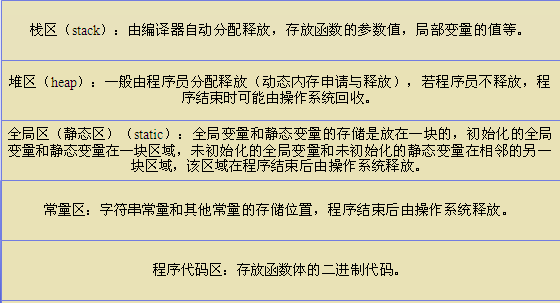 栈区（stack）：由编译器自动分配释放，存放函数的参数值，局部变量的值等。
堆区（heap）：一般由程序员分配释放（动态内存申请与释放），若程序员不释放，程
序结束时可能由操作系统回收。
全局区（静态区）（static）：全局变量和静态变量的存储是放在一块的，初始化的全局
变量和静态变量在一块区域，未初始化的全局变量和未初始化的静态变量在相邻的另一
块区域，该区域在程序结束后由操作系统释放。
常量区：字符串常量和其他常量的存储位置，程序结束后由操作系统释放。
程序代码区：存放函数体的二进制代码。